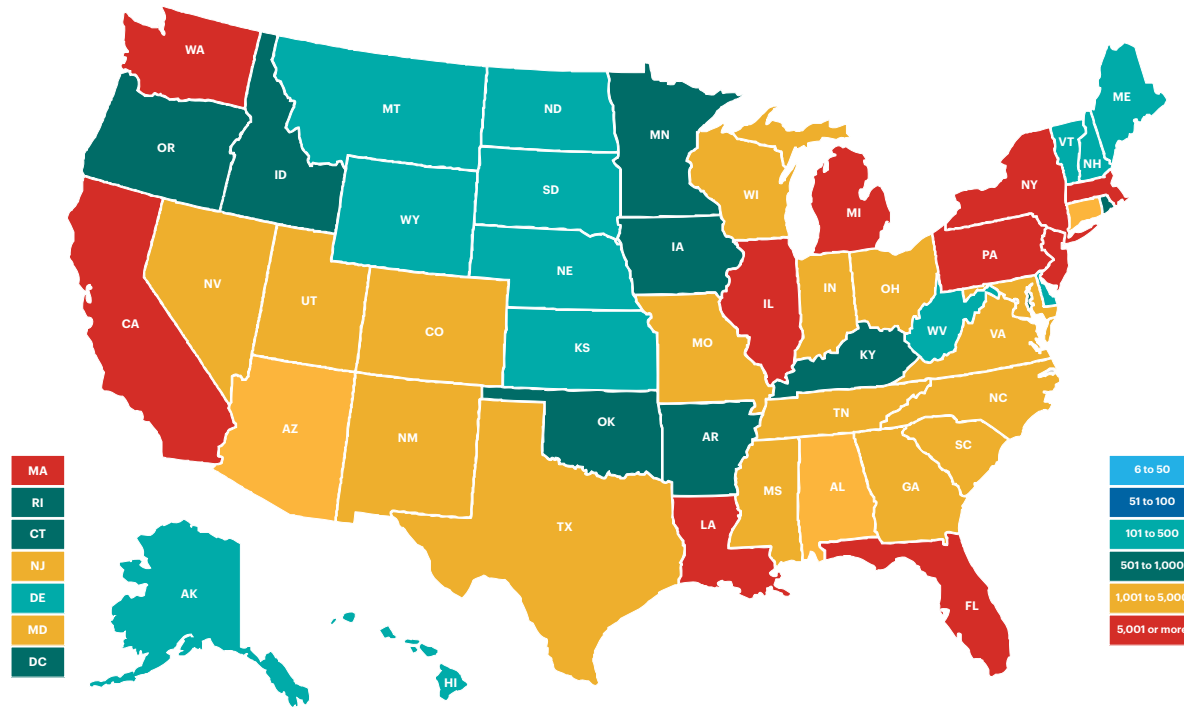 WA
ME
MT
ND
MN
VT
OR
NH
ID
NY
SD
WI
WY
MI
IA
PA
NE
NV
IN
OH
UT
IL
CA
CO
WV
VA
MO
KS
KY
NC
TN
OK
AZ
NM
AR
SC
MS
AL
GA
TX
LA
FL
AK
HI
MA
RI
CT
NJ
DE
MD
DC
6 to 50
51 to 100
101 to 500
501 to 1,000
1,001 to 5,000
5,001 or more